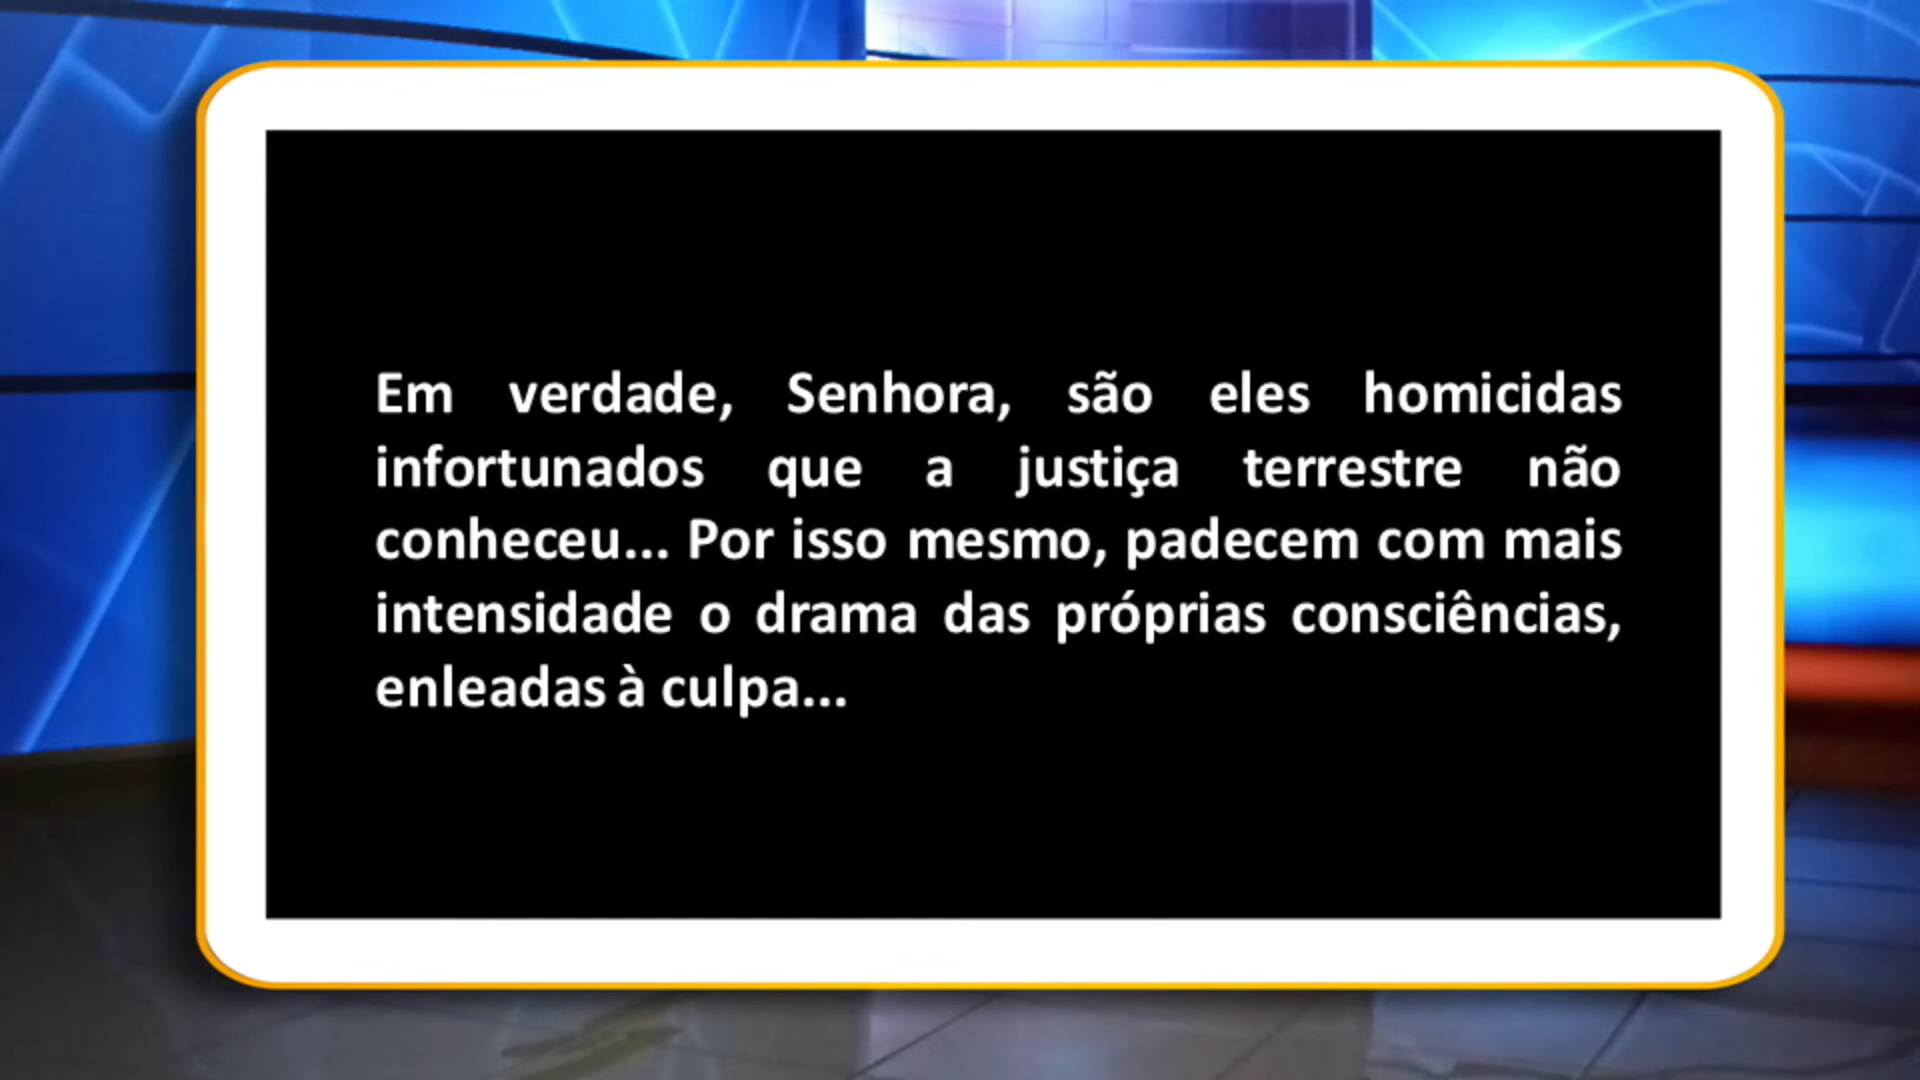 Em verdade, Senhora, são eles homicidas
infortunados que a justiça terrestre não
conheceu... Por isso mesmo, padecem com mais
intensidade o drama das próprias consciências,
enleadas à culpa...